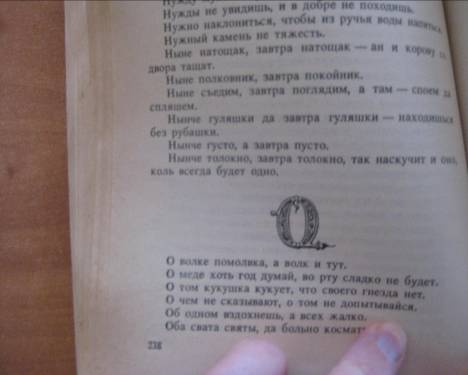 Нужды не увидишь, и в добре не походишь.
Нужно наклониться, чтобы из ручья воды напиться.
Нужный камень не тяжесть.
Ныне натощак, завтра натощак — ан и корову со
двора тащат.
Ныне полковник, завтра покойник.
Ныне съедим, завтра поглядим, а там — споем да
спляшем.
Нынче гуляшки да завтра гуляшки — находишься
без рубашки.
Нынче густо, а завтра пусто.
Нынче толокно, завтра толокно, так наскучит и оно,
коль всегда будет одно.
О
О волке помолвка, а волк и тут.
О меде хоть год думай, во рту сладко не будет.
О том кукушка кукует, что своего гнезда нет.
О чем не сказывают, о том не допытывайся.
Об одном вздохнешь, а всех жалко.
Оба свата святы, да больно
238